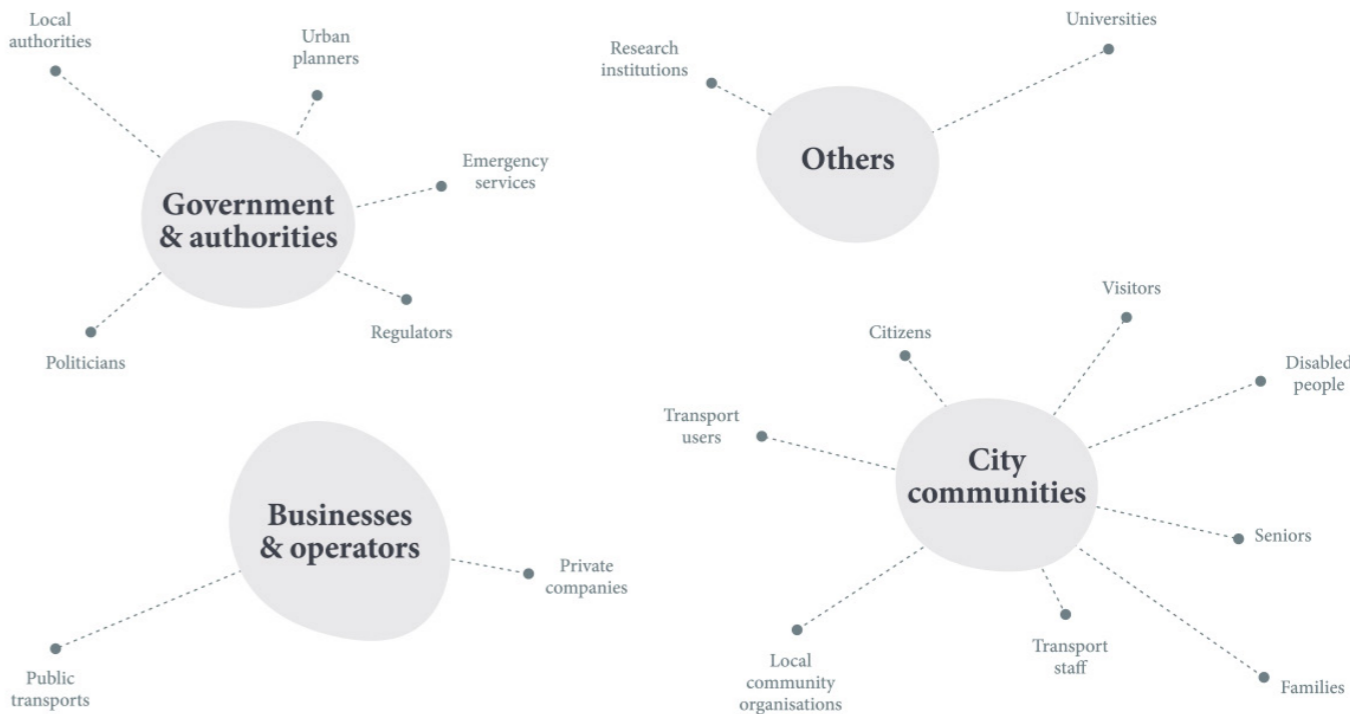 Local
authorities
Urban
planners
Emergency
services
Government
& authorities
Regulators
Politicians
Research
institutions
Universities
Others
Businesses
& operators
Private
companies
Public
transports
Citizens
Visitors
Disabled
people
Transport
users
City
communities
Seniors
Local
community
organisations
Transport
staff
Families